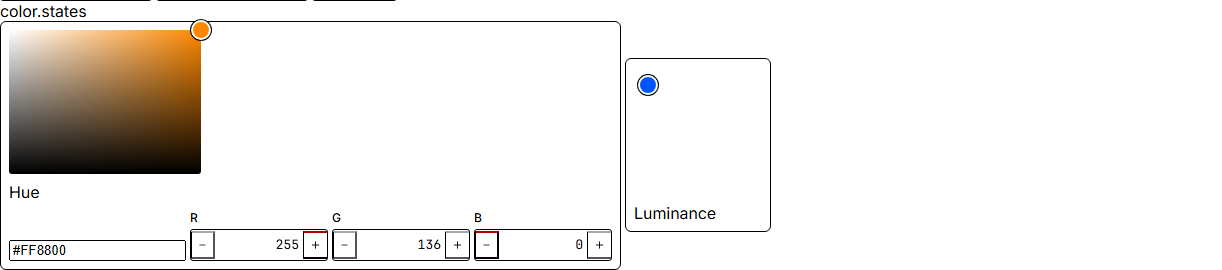 color.states
Hue
R G B
#FF8800 − 255 + − 136 + − 0 +
Luminance